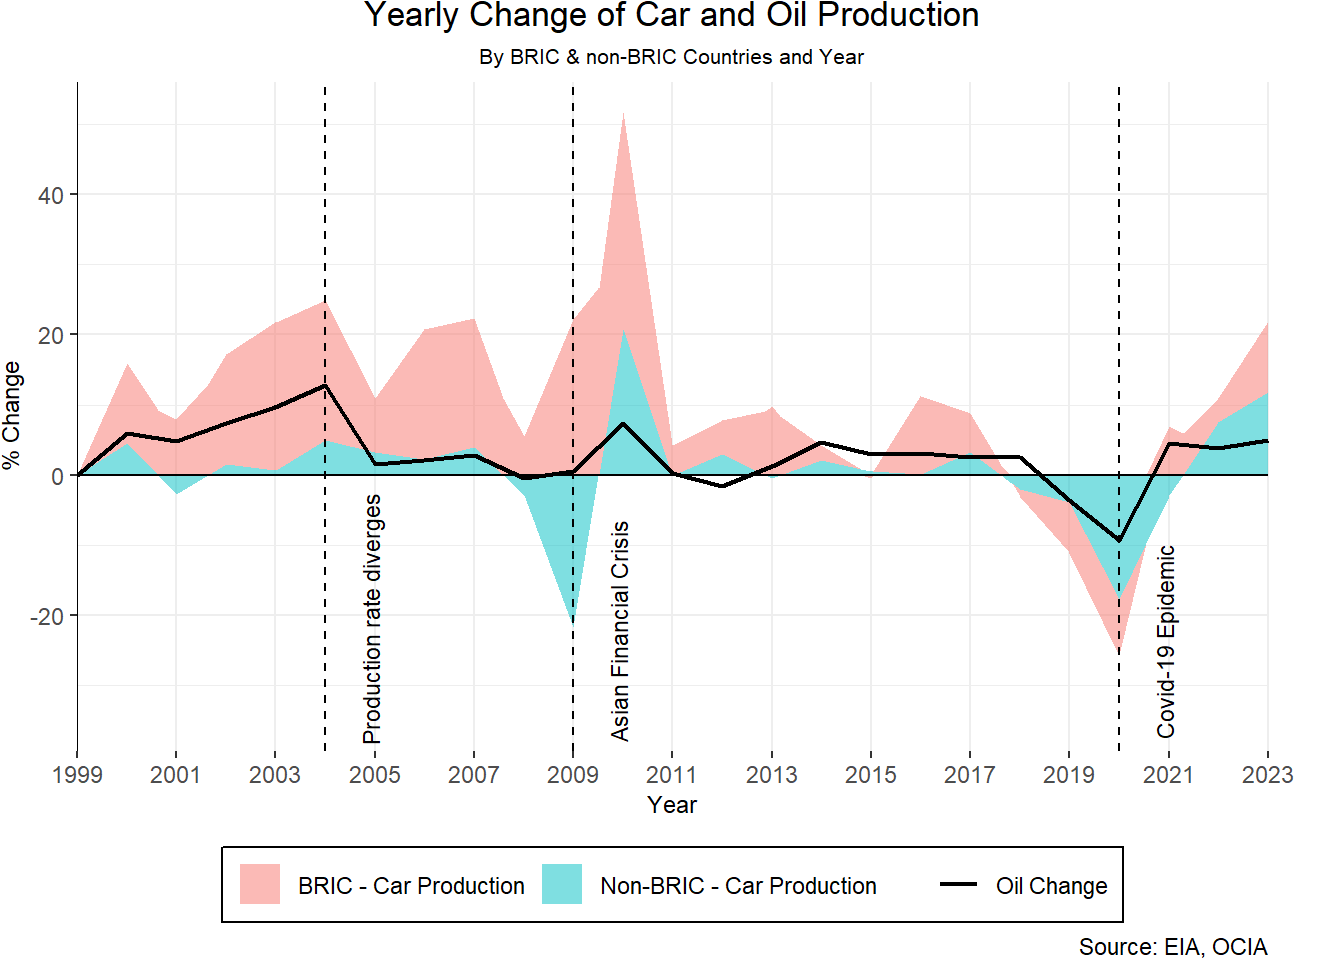 Yearly Change of Car and Oil Production
By BRIC & non-BRIC Countries and Year
% Change
40
20
0
-20
Production rate diverges
Asian Financial Crisis
Covid-19 Epidemic
1999 2001 2003 2005 2007 2009 2011 2013 2015 2017 2019 2021 2023
Year
BRIC - Car Production Non-BRIC - Car Production Oil Change
Source: EIA, OCIA